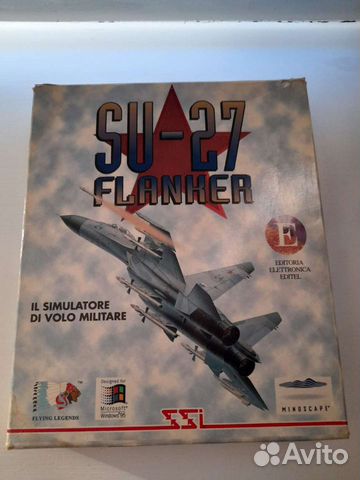 SU-27
FLANKER
E
EDITORIA
ELETTRONICA
EDITEL
IL SIMULATORE
DI VOLO MILITARE
FLYING LEGENDS
TM
Designed for
Microsoft
Windows 95
SSI
MINDSCAPE
Avito